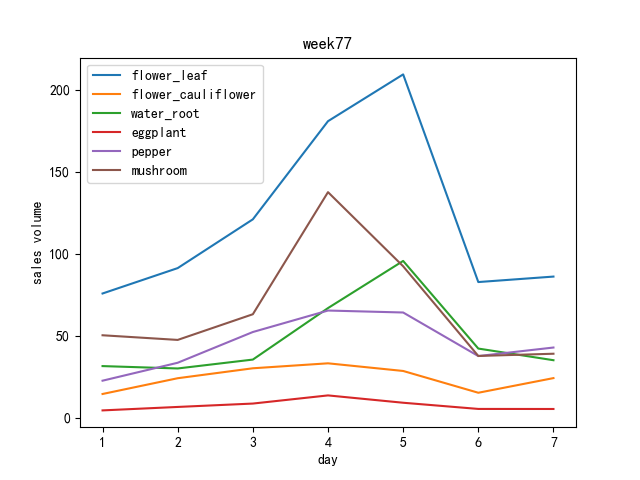 week77
flower_leaf
flower_cauliflower
water_root
eggplant
pepper
mushroom
sales volume
200
150
100
50
0
1 2 3 4 5 6 7
day